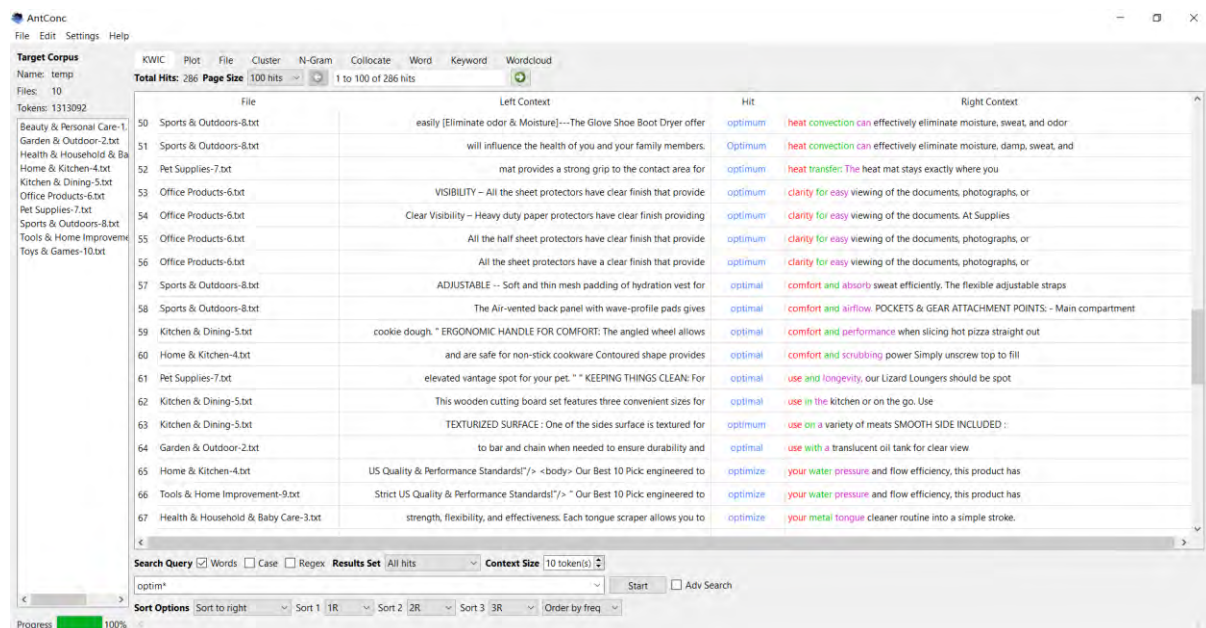 AntConc
File Edit Settings Help
Target Corpus
Name: temp
Files: 10
Tokens: 1313092
Beauty & Personal Care-1.
Garden & Outdoor-2.txt
Health & Household & Ba
Home & Kitchen-4.txt
Kitchen & Dining-5.txt
Office Products-6.txt
Pet Supplies-7.txt
Sports & Outdoors-8.txt
Tools & Home Improveme
Toys & Games-10.txt
KWIC Plot File Cluster N-Gram Collocate Word Keyword Wordcloud
Total Hits: 286 Page Size 100 hits 1 to 100 of 286 hits
File Left Context Hit Right Context
50 Sports & Outdoors-8.txt easily [Eliminate odor & Moisture]---The Glove Shoe Boot Dryer offer optimum heat convection can effectively eliminate moisture, sweat, and odor
51 Sports & Outdoors-8.txt will influence the health of you and your family members. Optimum heat convection can effectively eliminate moisture, damp, sweat, and
52 Pet Supplies-7.txt mat provides a strong grip to the contact area for optimum heat transfer. The heat mat stays exactly where you
53 Office Products-6.txt VISIBILITY – All the sheet protectors have clear finish that provide optimum clarity for easy viewing of the documents, photographs, or
54 Office Products-6.txt Clear Visibility – Heavy duty paper protectors have clear finish providing optimum clarity for easy viewing of the documents. At Supplies
55 Office Products-6.txt All the half sheet protectors have clear finish that provide optimum clarity for easy viewing of the documents, photographs, or
56 Office Products-6.txt All the sheet protectors have a clear finish that provide optimum clarity for easy viewing of the documents, photographs, or
57 Sports & Outdoors-8.txt ADJUSTABLE -- Soft and thin mesh padding of hydration vest for optimal comfort and absorb sweat efficiently. The flexible adjustable straps
58 Sports & Outdoors-8.txt The Air-vented back panel with wave-profile pads gives optimal comfort and airflow. POCKETS & GEAR ATTACHMENT POINTS: - Main compartment
59 Kitchen & Dining-5.txt cookie dough. " ERGONOMIC HANDLE FOR COMFORT: The angled wheel allows optimal comfort and performance when slicing hot pizza straight out
60 Home & Kitchen-4.txt and are safe for non-stick cookware Contoured shape provides optimal comfort and scrubbing power Simply unscrew top to fill
61 Pet Supplies-7.txt elevated vantage spot for your pet. " " KEEPING THINGS CLEAN: For optimal use and longevity, our Lizard Loungers should be spot
62 Kitchen & Dining-5.txt This wooden cutting board set features three convenient sizes for optimal use in the kitchen or on the go. Use
63 Kitchen & Dining-5.txt TEXTURIZED SURFACE : One of the sides surface is textured for optimum use on a variety of meats SMOOTH SIDE INCLUDED :
64 Garden & Outdoor-2.txt to bar and chain when needed to ensure durability and optimal use with a translucent oil tank for clear view
65 Home & Kitchen-4.txt US Quality & Performance Standards!"/> <body> Our Best 10 Pick engineered to optimize your water pressure and flow efficiency, this product has
66 Tools & Home Improvement-9.txt Strict US Quality & Performance Standards!"/> " Our Best 10 Pick: engineered to optimize your water pressure and flow efficiency, this product has
67 Health & Household & Baby Care-3.txt strength, flexibility, and effectiveness. Each tongue scraper allows you to optimize your metal tongue cleaner routine into a simple stroke.
Search Query Words Case Regex Results Set All hits Context Size 10 token(s)
optim* Start Adv Search
Sort Options Sort to right Sort 1 1R Sort 2 2R Sort 3 3R Order by freq
Progress 100%